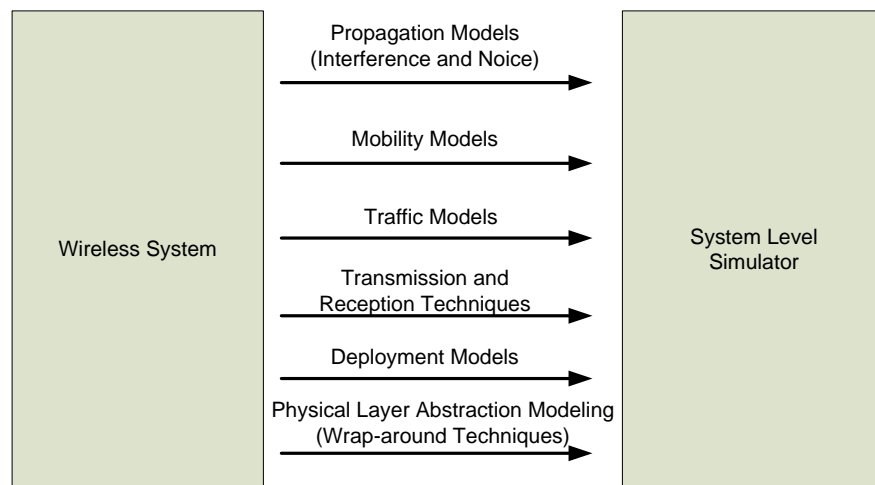 Propagation Models
(Interference and Noice)
Mobility Models
Traffic Models
Wireless System
System Level
Simulator
Transmission and
Reception Techniques
Deployment Models
Physical Layer Abstraction Modeling
(Wrap-around Techniques)